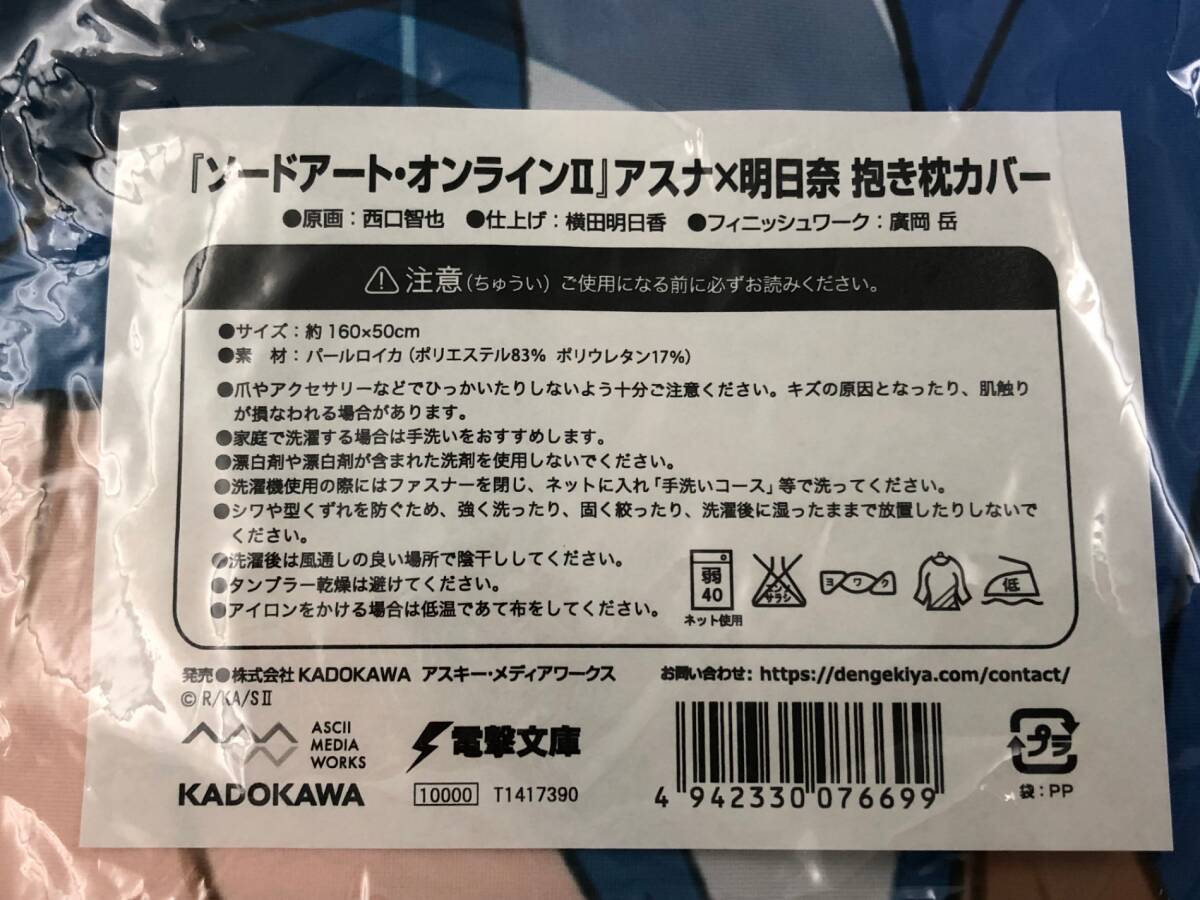 『ソードアート・オンラインⅡ』アスナ×明日奈 抱き枕カバー
●原画：西口智也 ●仕上げ：横田明日香 ●フィニッシュワーク：廣岡 岳
注意(ちゅうい) ご使用になる前に必ずお読みください。
●サイズ：約160×50cm
●素 材：パールロイカ(ポリエステル83% ポリウレタン17%)
●爪やアクセサリーなどでひっかいたりしないよう十分ご注意ください。キズの原因となったり、肌触り
が損なわれる場合があります。
●家庭で洗濯する場合は手洗いをおすすめします。
●漂白剤や漂白剤が含まれた洗剤を使用しないでください。
●洗濯機使用の際にはファスナーを閉じ、ネットに入れ「手洗いコース」等で洗ってください。
●シワや型くずれを防ぐため、強く洗ったり、固く絞ったり、洗濯後に湿ったままで放置したりしないで
ください。
●洗濯後は風通しの良い場所で陰干ししてください。
●タンブラー乾燥は避けてください。
●アイロンをかける場合は低温であて布をしてください。
弱
40
ネット使用
エンソ
サラシ
ヨワク
低
発売●株式会社KADOKAWA アスキー・メディアワークス
お問い合わせ: https://dengekiya.com/contact/
© R/KA/SⅡ
ASCII
MEDIA
WORKS
電撃文庫
KADOKAWA
10000 T1417390
4 942330 076699
プラ
袋：PP